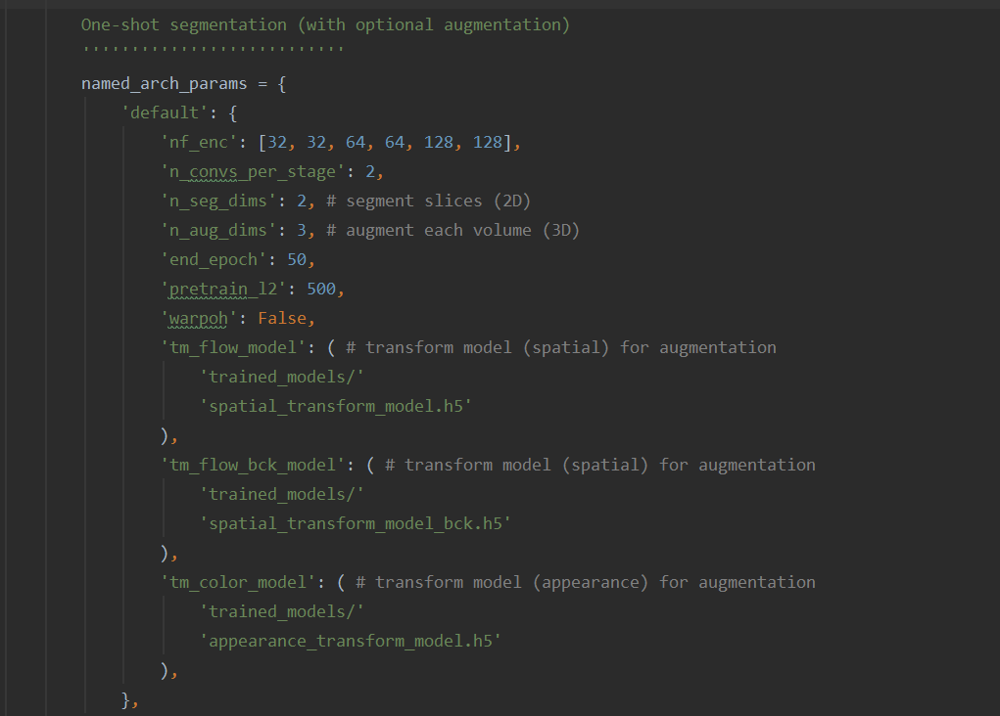 One-shot segmentation (with optional augmentation)
'''''''''''''''''''''''''''
named_arch_params = {
    'default': {
        'nf_enc': [32, 32, 64, 64, 128, 128],
        'n_convs_per_stage': 2,
        'n_seg_dims': 2, # segment slices (2D)
        'n_aug_dims': 3, # augment each volume (3D)
        'end_epoch': 50,
        'pretrain_l2': 500,
        'warpoh': False,
        'tm_flow_model': ( # transform model (spatial) for augmentation
            'trained_models/'
            'spatial_transform_model.h5'
        ),
        'tm_flow_bck_model': ( # transform model (spatial) for augmentation
            'trained_models/'
            'spatial_transform_model_bck.h5'
        ),
        'tm_color_model': ( # transform model (appearance) for augmentation
            'trained_models/'
            'appearance_transform_model.h5'
        ),
    },